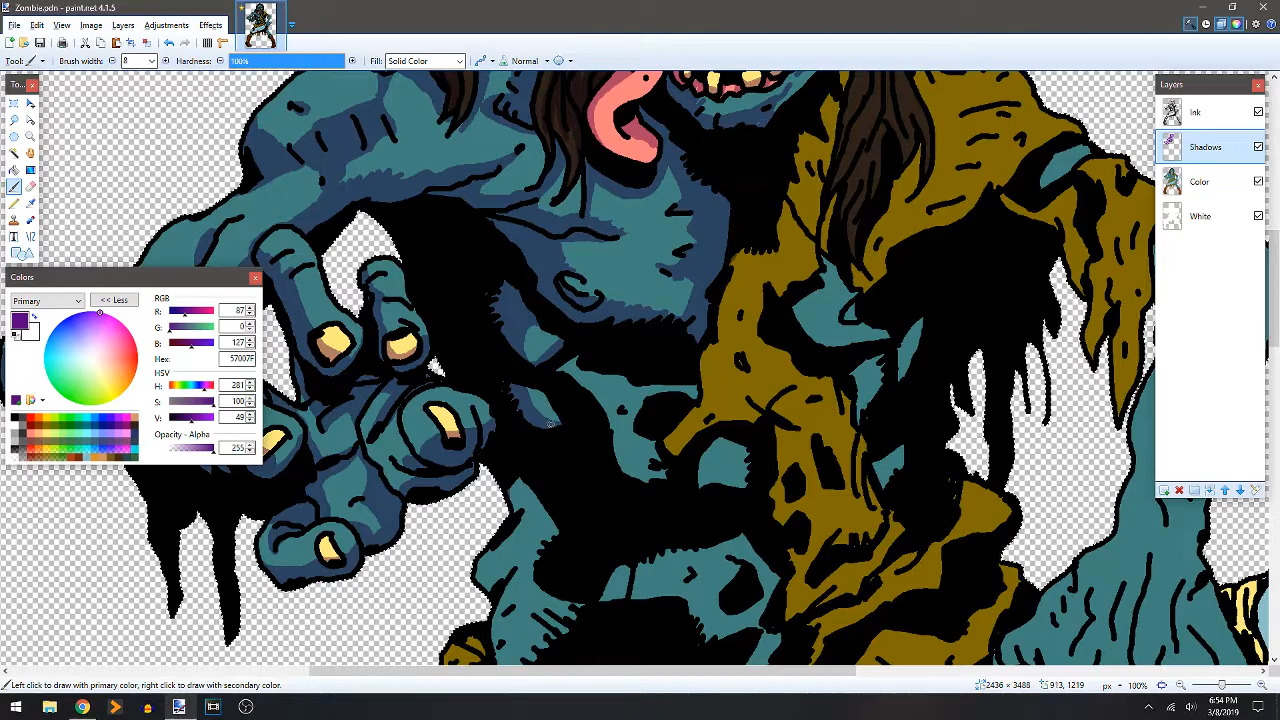 Zombie.pdn - paint.net 4.1.5
File Edit View Image Layers Adjustments Effects
Tool: Brush width: 8 Hardness: 100% Fill: Solid Color Normal
To...
Layers
Ink
Shadows
Color
White
Colors
Primary
<< Less
RGB
R: 87
G: 0
B: 127
Hex: 57007F
HSV
H: 281
S: 100
V: 49
Opacity - Alpha
255
Left click to draw with primary color, right click to draw with secondary color.
2436 × 3488
913, 1219
px
100%
6:54 PM
3/8/2019